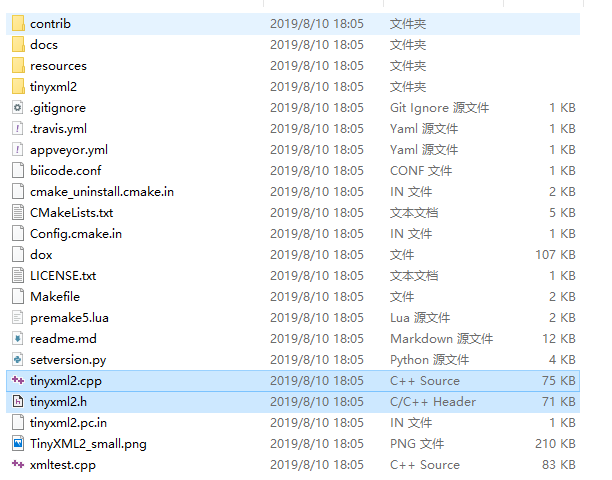 contrib 2019/8/10 18:05 文件夹
docs 2019/8/10 18:05 文件夹
resources 2019/8/10 18:05 文件夹
tinyxml2 2019/8/10 18:05 文件夹
.gitignore 2019/8/10 18:05 Git Ignore 源文件 1 KB
.travis.yml 2019/8/10 18:05 Yaml 源文件 1 KB
appveyor.yml 2019/8/10 18:05 Yaml 源文件 1 KB
biicode.conf 2019/8/10 18:05 CONF 文件 1 KB
cmake_uninstall.cmake.in 2019/8/10 18:05 IN 文件 2 KB
CMakeLists.txt 2019/8/10 18:05 文本文档 5 KB
Config.cmake.in 2019/8/10 18:05 IN 文件 1 KB
dox 2019/8/10 18:05 文件 107 KB
LICENSE.txt 2019/8/10 18:05 文本文档 1 KB
Makefile 2019/8/10 18:05 文件 2 KB
premake5.lua 2019/8/10 18:05 Lua 源文件 2 KB
readme.md 2019/8/10 18:05 Markdown 源文件 12 KB
setversion.py 2019/8/10 18:05 Python 源文件 4 KB
tinyxml2.cpp 2019/8/10 18:05 C++ Source 75 KB
tinyxml2.h 2019/8/10 18:05 C/C++ Header 71 KB
tinyxml2.pc.in 2019/8/10 18:05 IN 文件 1 KB
TinyXML2_small.png 2019/8/10 18:05 PNG 文件 210 KB
xmltest.cpp 2019/8/10 18:05 C++ Source 83 KB